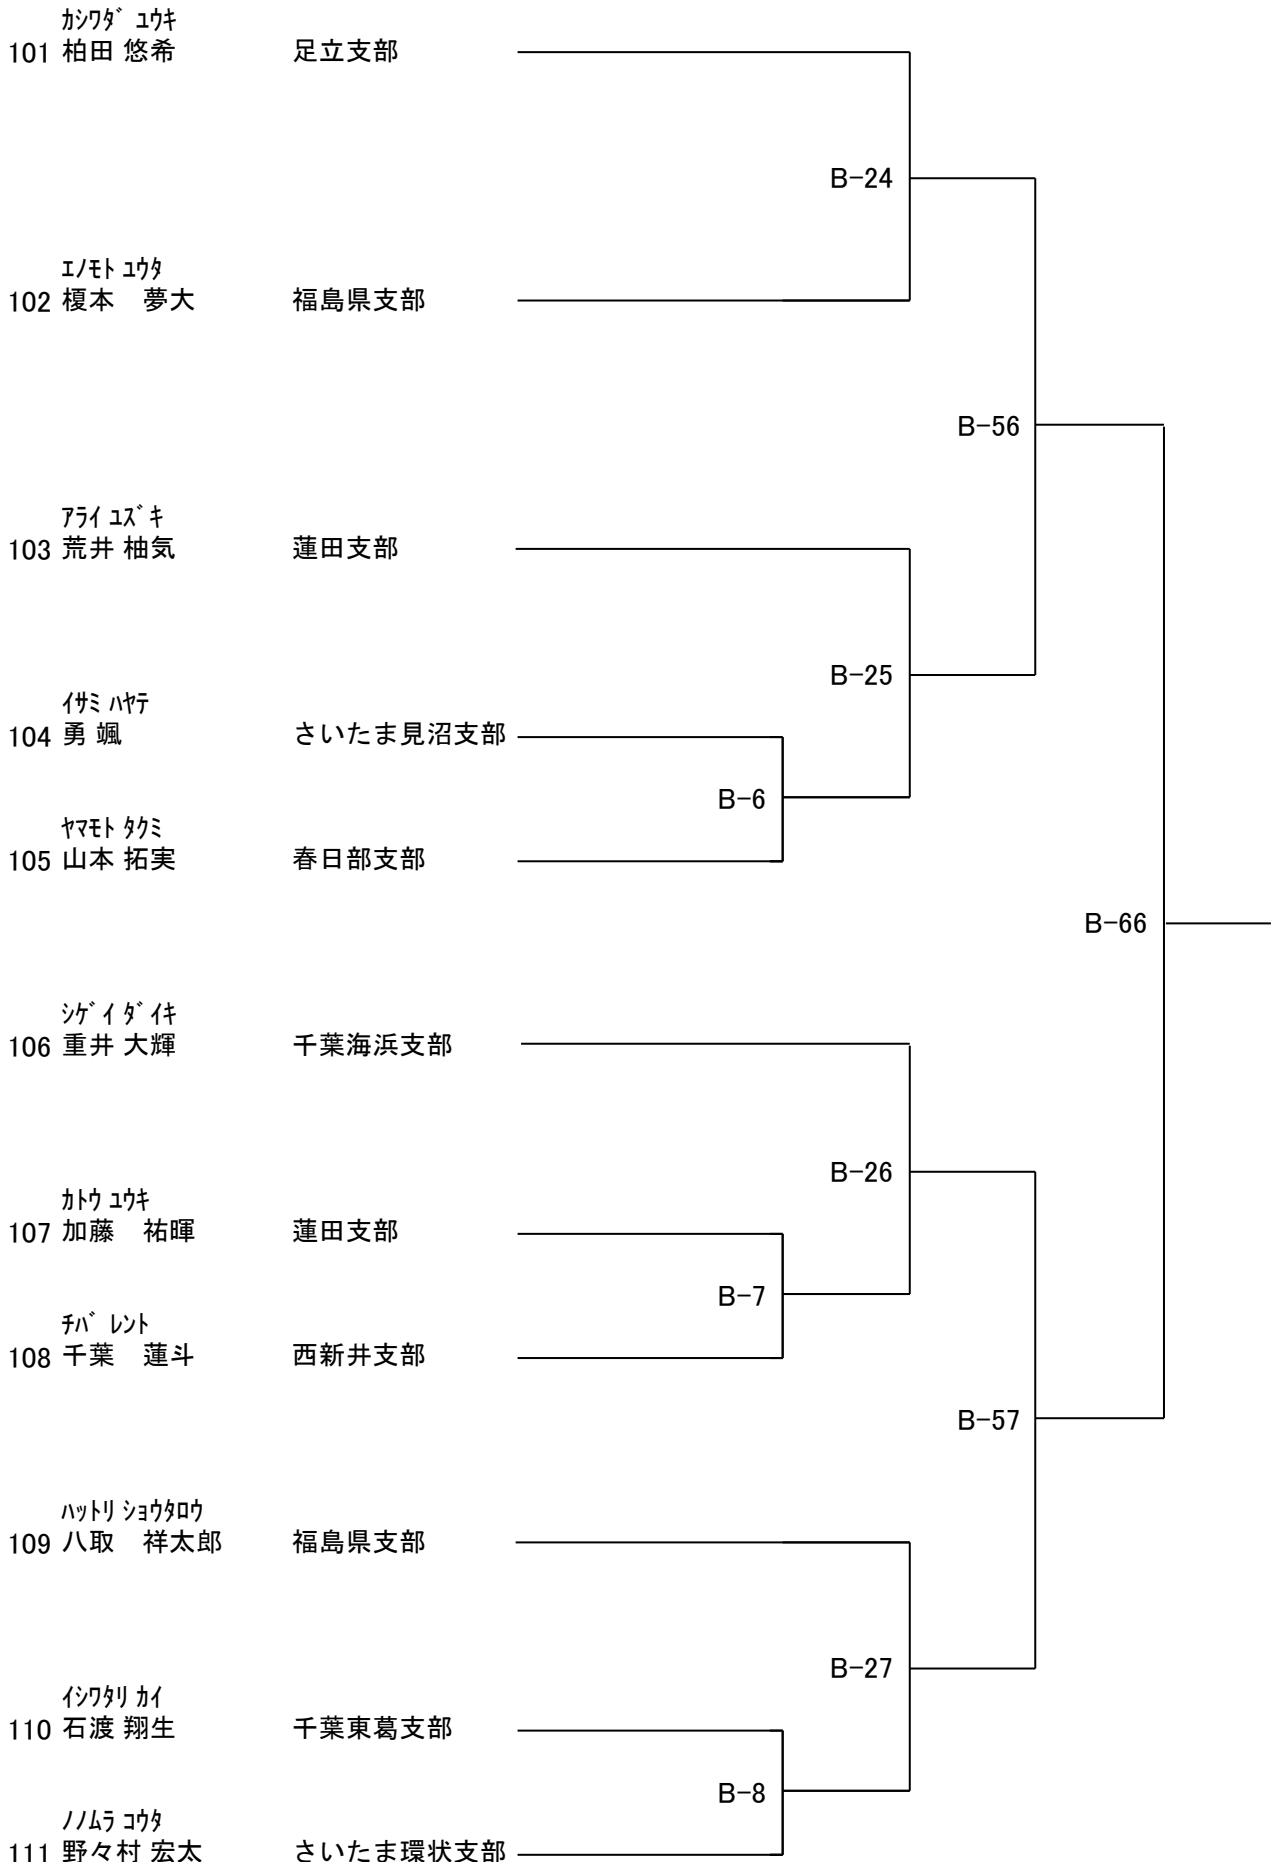 ｶｼﾜﾀﾞ ﾕｳｷ
101 柏田 悠希 足立支部
B-24
ｴﾉﾓﾄ ﾕｳﾀ
102 榎本　夢大 福島県支部
B-56
ｱﾗｲ ﾕｽﾞｷ
103 荒井 柚気 蓮田支部
B-25
ｲｻﾐ ﾊﾔﾃ
104 勇 颯 さいたま見沼支部
B-6
ﾔﾏﾓﾄ ﾀｸﾐ
105 山本 拓実 春日部支部
B-66
ｼｹﾞｲ ﾀﾞｲｷ
106 重井 大輝 千葉海浜支部
B-26
ｶﾄｳ ﾕｳｷ
107 加藤　祐暉 蓮田支部
B-7
ﾁﾊﾞ ﾚﾝﾄ
108 千葉　蓮斗 西新井支部
B-57
ﾊｯﾄﾘ ｼｮｳﾀﾛｳ
109 八取　祥太郎 福島県支部
B-27
ｲｼﾜﾀﾘ ｶｲ
110 石渡 翔生 千葉東葛支部
B-8
ﾉﾉﾑﾗ ｺｳﾀ
111 野々村 宏太 さいたま環状支部